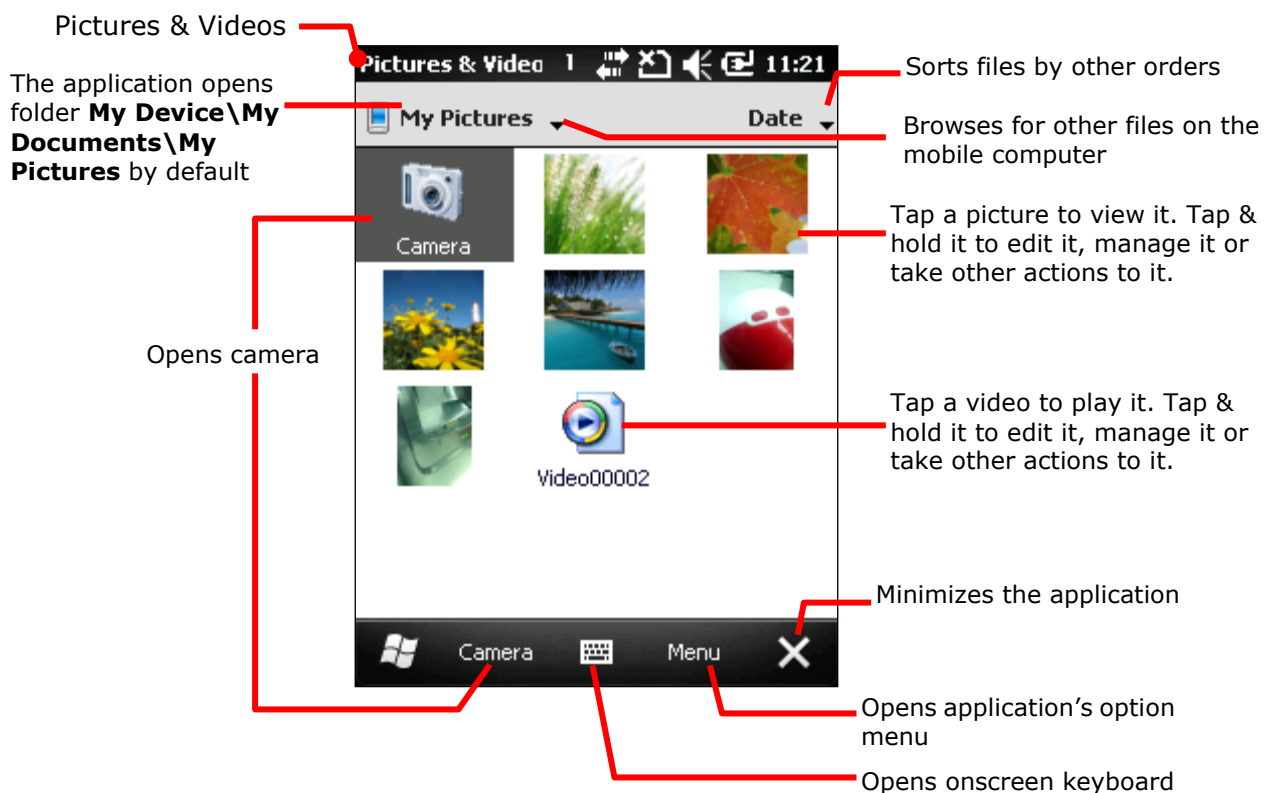 Pictures & Videos
The application opens
folder My Device\My
Documents\My
Pictures by default
Opens camera
Pictures & Video
11:21
My Pictures
Date
Camera
Video00002
Camera
Menu
Sorts files by other orders
Browses for other files on the
mobile computer
Tap a picture to view it. Tap &
hold it to edit it, manage it or
take other actions to it.
Tap a video to play it. Tap &
hold it to edit it, manage it or
take other actions to it.
Minimizes the application
Opens application's option
menu
Opens onscreen keyboard